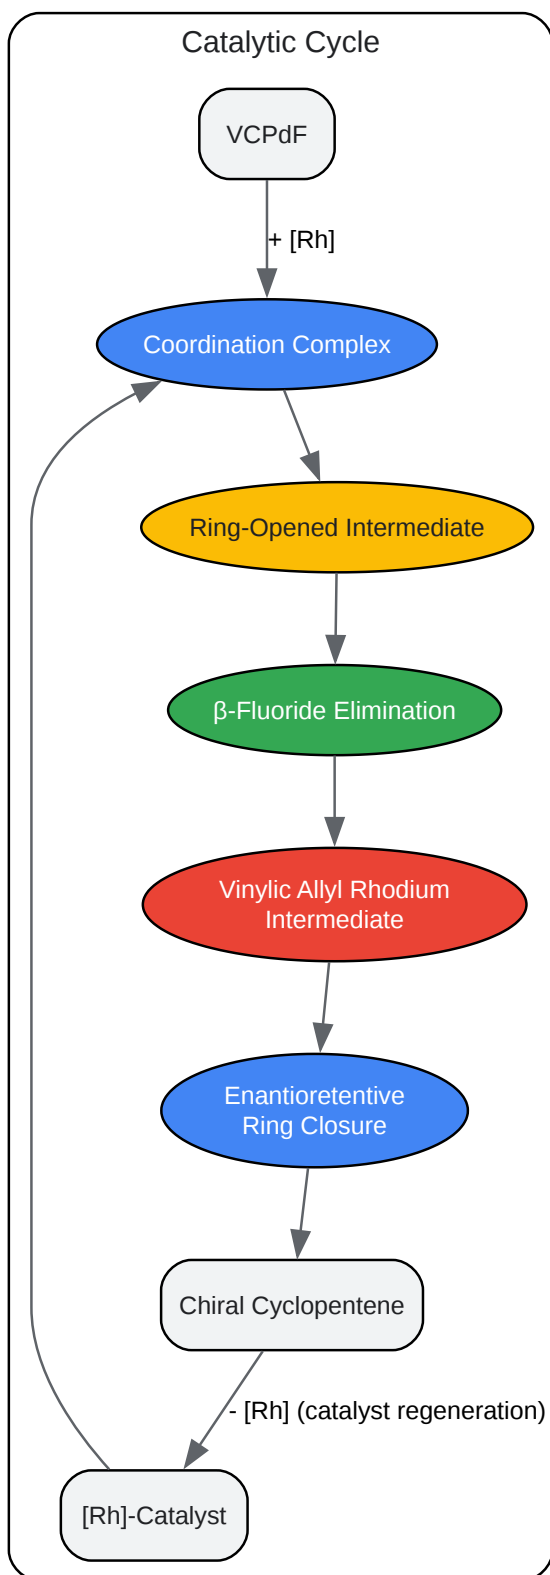 Catalytic Cycle
VCPdF
+ [Rh]
Coordination Complex
Ring-Opened Intermediate
β-Fluoride Elimination
Vinylic Allyl Rhodium
Intermediate
Enantioretentive
Ring Closure
Chiral Cyclopentene
- [Rh] (catalyst regeneration)
[Rh]-Catalyst